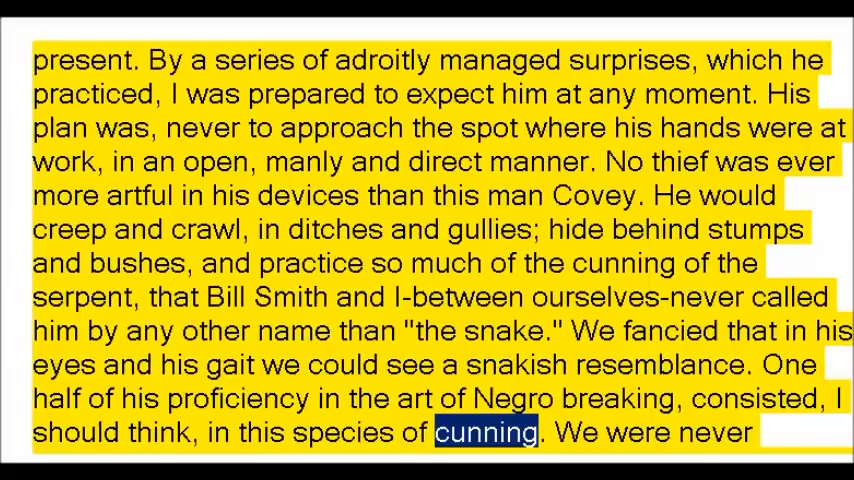 present. By a series of adroitly managed surprises, which he
practiced, I was prepared to expect him at any moment. His
plan was, never to approach the spot where his hands were at
work, in an open, manly and direct manner. No thief was ever
more artful in his devices than this man Covey. He would
creep and crawl, in ditches and gullies; hide behind stumps
and bushes, and practice so much of the cunning of the
serpent, that Bill Smith and I-between ourselves-never called
him by any other name than "the snake." We fancied that in his
eyes and his gait we could see a snakish resemblance. One
half of his proficiency in the art of Negro breaking, consisted, I
should think, in this species of cunning. We were never